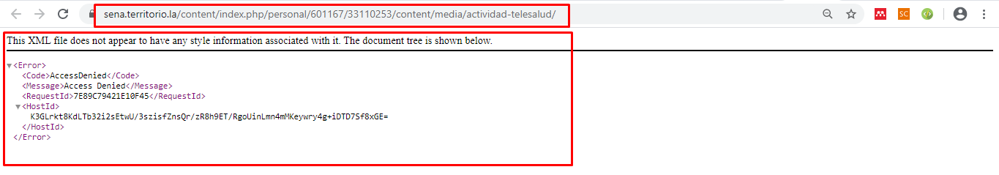 sena.territorio.la/content/index.php/personal/601167/33110253/content/media/actividad-telesalud/
SC
This XML file does not appear to have any style information associated with it. The document tree is shown below.
▼<Error>
<Code>AccessDenied</Code>
<Message>Access Denied</Message>
<RequestId>7E89C79421E10F45</RequestId>
▼<HostId>
K3GLrkt8KdLTb32i2sEtwU/3szisfZnsQr/zR8h9ET/RgoUinLmn4mMKeywry4g+iDTD7Sf8xGE=
</HostId>
</Error>